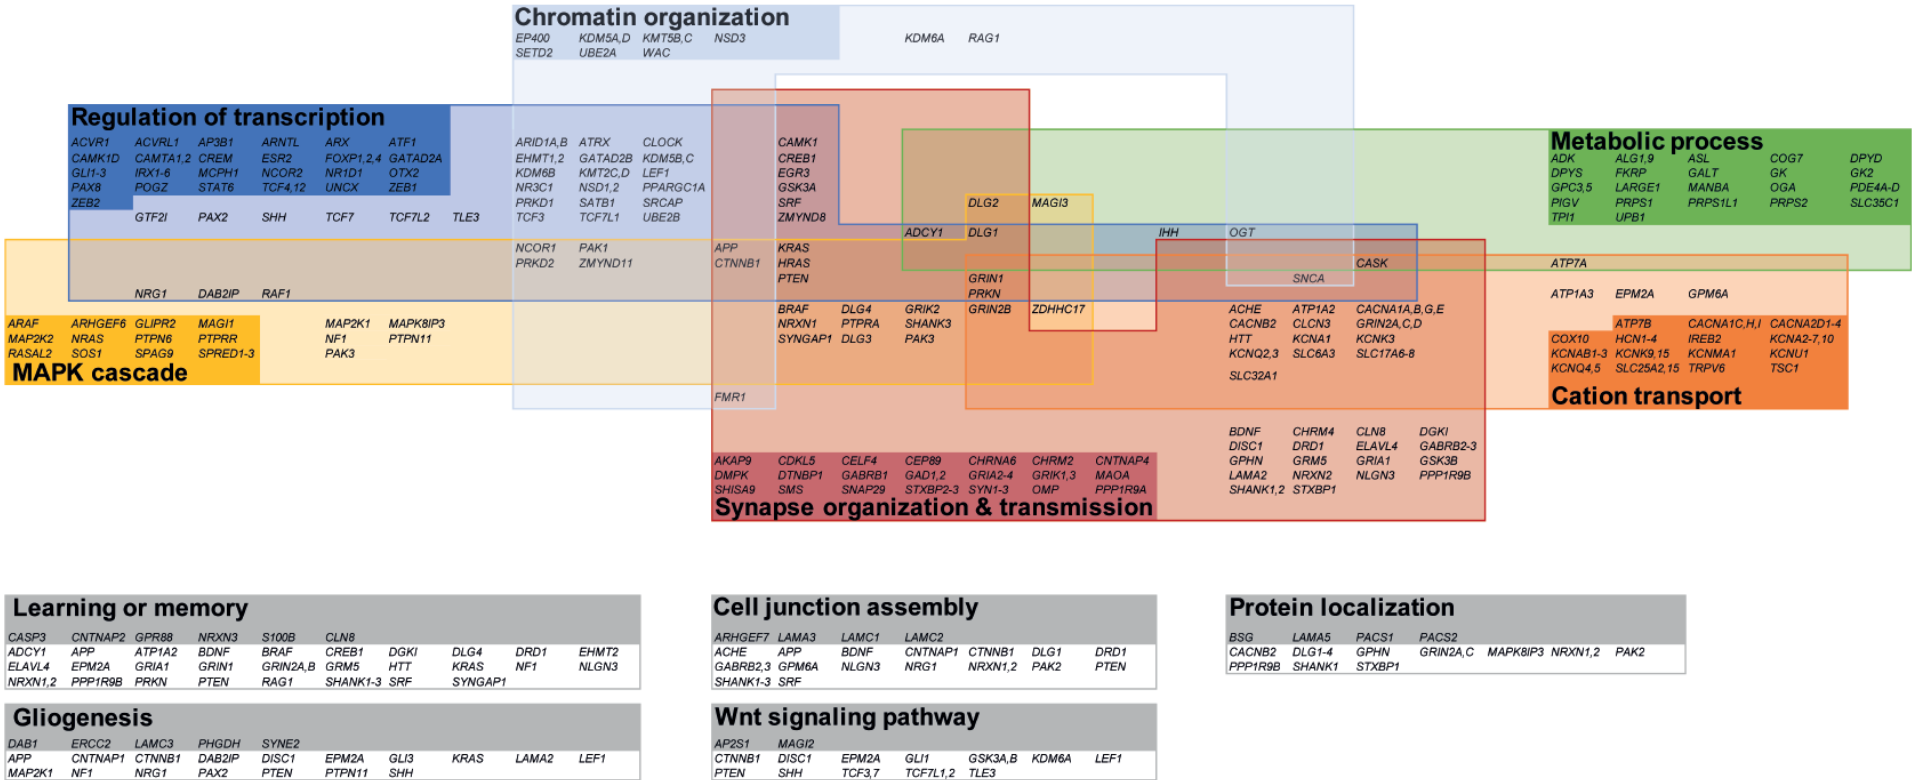 Chromatin organization
EP400 KDM5A,D KMT5B,C NSD3 KDM6A RAG1
SETD2 UBE2A WAC
Regulation of transcription
ACVR1 ACVRL1 AP3B1 ARNTL ARX ATF1
CAMK1D CAMTA1,2 CREM ESR2 FOXP1,2,4 GATAD2A
GLI1-3 IRX1-6 MCPH1 NCOR2 NR1D1 OTX2
PAX8 POGZ STAT6 TCF4,12 UNCX ZEB1
ZEB2
GTF2I PAX2 SHH TCF7 TCF7L2 TLE3
ARID1A,B ATRX CLOCK
EHMT1,2 GATAD2B KDM5B,C
KDM6B KMT2C,D LEF1
NR3C1 NSD1,2 PPARGC1A
PRKD1 SATB1 SRCAP
TCF3 TCF7L1 UBE2B
CAMK1
CREB1
EGR3
GSK3A
SRF
ZMYND8
DLG2 MAGI3
ADCY1 DLG1 IHH OGT
Metabolic process
ADK ALG1,9 ASL COG7 DPYD
DPYS FKRP GALT GK GK2
GPC3,5 LARGE1 MANBA OGA PDE4A-D
PIGV PRPS1 PRPS1L1 PRPS2 SLC35C1
TPI1 UPB1
NCOR1 PAK1 APP KRAS
PRKD2 ZMYND11 CTNNB1 HRAS CASK ATP7A
PTEN GRIN1 SNCA
NRG1 DAB2IP RAF1 PRKN ATP1A3 EPM2A GPM6A
ARAF ARHGEF6 GLIPR2 MAGI1 MAP2K1 MAPK8IP3
MAP2K2 NRAS PTPN6 PTPRR NF1 PTPN11
RASAL2 SOS1 SPAG9 SPRED1-3 PAK3
MAPK cascade
BRAF DLG4 GRIK2 GRIN2B ZDHHC17
NRXN1 PTPRA SHANK3
SYNGAP1 DLG3 PAK3
ACHE ATP1A2 CACNA1A,B,G,E
CACNB2 CLCN3 GRIN2A,C,D
HTT KCNA1 KCNK3
KCNQ2,3 SLC6A3 SLC17A6-8
SLC32A1
ATP7B CACNA1C,H,I CACNA2D1-4
COX10 HCN1-4 IREB2 KCNA2-7,10
KCNAB1-3 KCNK9,15 KCNMA1 KCNU1
KCNQ4,5 SLC25A2,15 TRPV6 TSC1
Cation transport
FMR1
BDNF CHRM4 CLN8 DGKI
DISC1 DRD1 ELAVL4 GABRB2-3
GPHN GRM5 GRIA1 GSK3B
LAMA2 NRXN2 NLGN3 PPP1R9B
SHANK1,2 STXBP1
AKAP9 CDKL5 CELF4 CEP89 CHRNA6 CHRM2 CNTNAP4
DMPK DTNBP1 GABRB1 GAD1,2 GRIA2-4 GRIK1,3 MAOA
SHISA9 SMS SNAP29 STXBP2-3 SYN1-3 OMP PPP1R9A
Synapse organization & transmission
Learning or memory
CASP3 CNTNAP2 GPR88 NRXN3 S100B CLN8
ADCY1 APP ATP1A2 BDNF BRAF CREB1 DGKI DLG4 DRD1 EHMT2
ELAVL4 EPM2A GRIA1 GRIN1 GRIN2A,B GRM5 HTT KRAS NF1 NLGN3
NRXN1,2 PPP1R9B PRKN PTEN RAG1 SHANK1-3 SRF SYNGAP1
Cell junction assembly
ARHGEF7 LAMA3 LAMC1 LAMC2
ACHE APP BDNF CNTNAP1 CTNNB1 DLG1 DRD1
GABRB2,3 GPM6A NLGN3 NRG1 NRXN1,2 PAK2 PTEN
SHANK1-3 SRF
Protein localization
BSG LAMA5 PACS1 PACS2
CACNB2 DLG1-4 GPHN GRIN2A,C MAPK8IP3 NRXN1,2 PAK2
PPP1R9B SHANK1 STXBP1
Gliogenesis
DAB1 ERCC2 LAMC3 PHGDH SYNE2
APP CNTNAP1 CTNNB1 DAB2IP DISC1 EPM2A GLI3 KRAS LAMA2 LEF1
MAP2K1 NF1 NRG1 PAX2 PTEN PTPN11 SHH
Wnt signaling pathway
AP2S1 MAGI2
CTNNB1 DISC1 EPM2A GLI1 GSK3A,B KDM6A LEF1
PTEN SHH TCF3,7 TCF7L1,2 TLE3